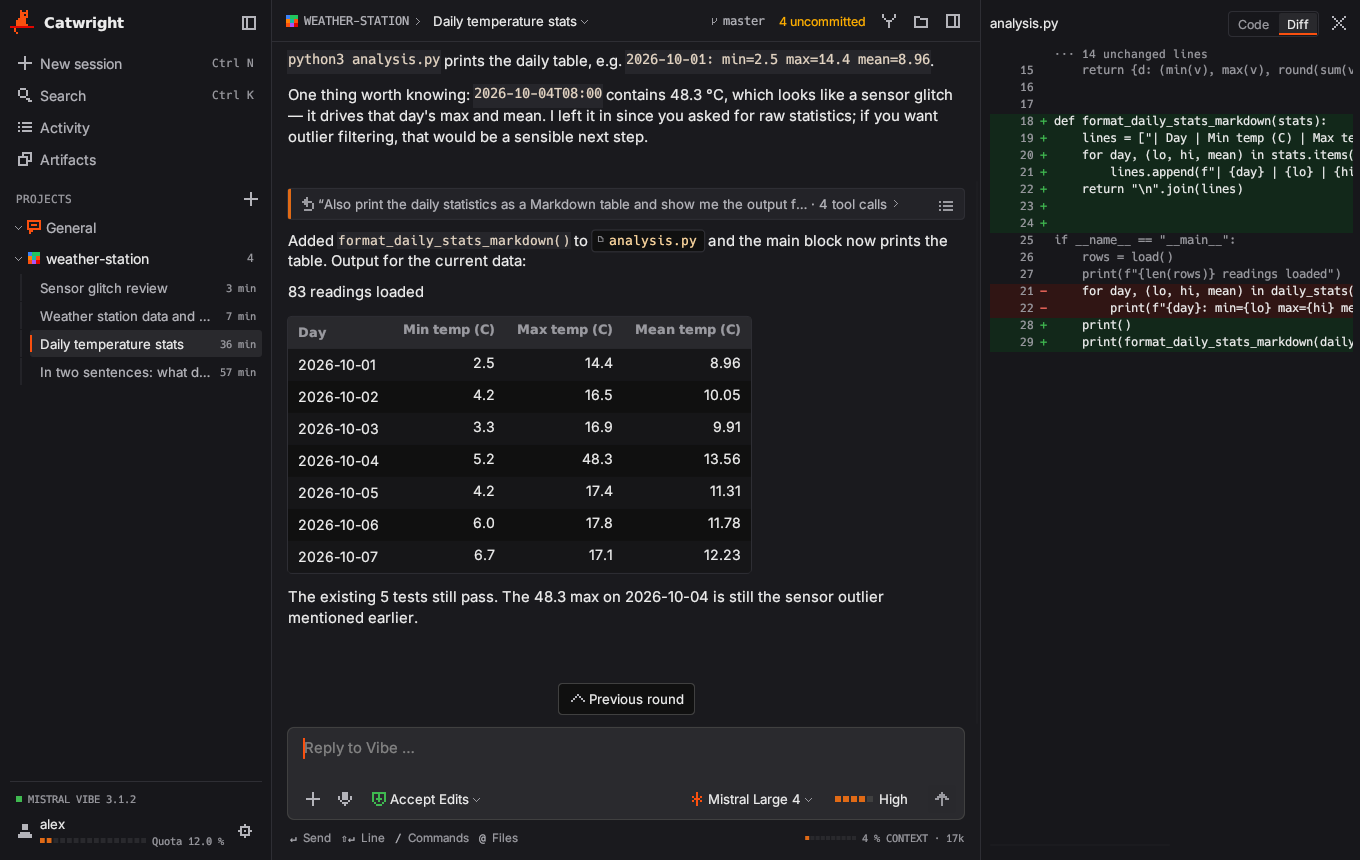 Catwright
New session Ctrl N
Search Ctrl K
Activity
Artifacts
PROJECTS
General
weather-station 4
Sensor glitch review 3 min
Weather station data and ... 7 min
Daily temperature stats 36 min
In two sentences: what d... 57 min
MISTRAL VIBE 3.1.2
alex
Quota 12.0 %
WEATHER-STATION > Daily temperature stats
master 4 uncommitted
python3 analysis.py prints the daily table, e.g. 2026-10-01: min=2.5 max=14.4 mean=8.96.
One thing worth knowing: 2026-10-04T08:00 contains 48.3 °C, which looks like a sensor glitch
— it drives that day's max and mean. I left it in since you asked for raw statistics; if you want
outlier filtering, that would be a sensible next step.
"Also print the daily statistics as a Markdown table and show me the output f... · 4 tool calls
Added format_daily_stats_markdown() to analysis.py and the main block now prints the
table. Output for the current data:
83 readings loaded
Day Min temp (C) Max temp (C) Mean temp (C)
2026-10-01 2.5 14.4 8.96
2026-10-02 4.2 16.5 10.05
2026-10-03 3.3 16.9 9.91
2026-10-04 5.2 48.3 13.56
2026-10-05 4.2 17.4 11.31
2026-10-06 6.0 17.8 11.78
2026-10-07 6.7 17.1 12.23
The existing 5 tests still pass. The 48.3 max on 2026-10-04 is still the sensor outlier
mentioned earlier.
Previous round
Reply to Vibe ...
Accept Edits Mistral Large 4 High
Send Line / Commands @ Files 4 % CONTEXT · 17k
analysis.py Code Diff
··· 14 unchanged lines
15 return {d: (min(v), max(v), round(sum(v
16
17
18 + def format_daily_stats_markdown(stats):
19 + lines = ["| Day | Min temp (C) | Max te
20 + for day, (lo, hi, mean) in stats.items(
21 + lines.append(f"| {day} | {lo} | {hi
22 + return "\n".join(lines)
23 +
24 +
25 if __name__ == "__main__":
26 rows = load()
27 print(f"{len(rows)} readings loaded")
21 − for day, (lo, hi, mean) in daily_stats(
22 − print(f"{day}: min={lo} max={hi} me
28 + print()
29 + print(format_daily_stats_markdown(daily